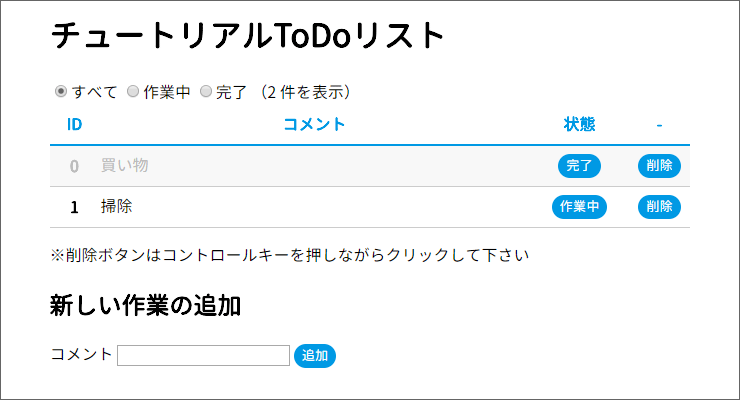 チュートリアルToDoリスト
すべて 作業中 完了 （2 件を表示）
ID コメント 状態 -
0 買い物 完了 削除
1 掃除 作業中 削除
※削除ボタンはコントロールキーを押しながらクリックして下さい
新しい作業の追加
コメント 追加